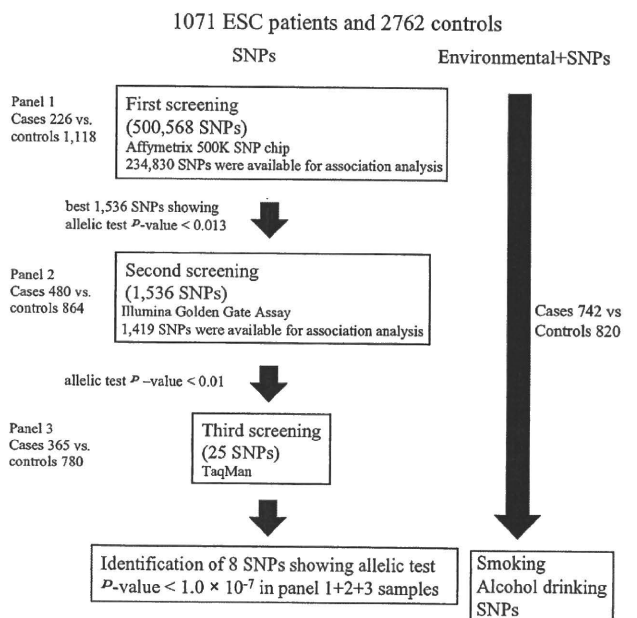 1071 ESC patients and 2762 controls
SNPs
Environmental+SNPs
Panel 1
Cases 226 vs.
controls 1,118
First screening
(500,568 SNPs)
Affymetrix 500K SNP chip
234,830 SNPs were available for association analysis
best 1,536 SNPs showing
allelic test P-value < 0.013
Panel 2
Cases 480 vs.
controls 864
Second screening
(1,536 SNPs)
Illumina Golden Gate Assay
1,419 SNPs were available for association analysis
Cases 742 vs
Controls 820
allelic test P –value < 0.01
Panel 3
Cases 365 vs.
controls 780
Third screening
(25 SNPs)
TaqMan
Identification of 8 SNPs showing allelic test
P-value < 1.0 × 10⁻⁷ in panel 1+2+3 samples
Smoking
Alcohol drinking
SNPs